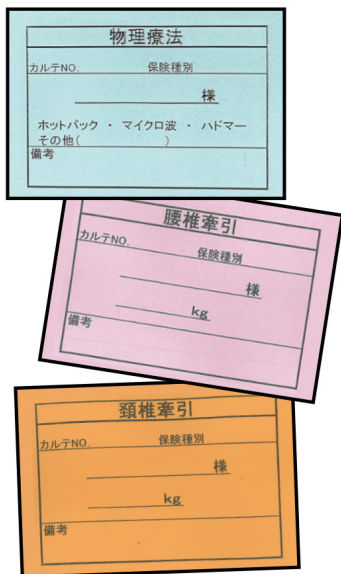 物理療法
カルテNO. 保険種別
様
ホットバック ・ マイクロ波 ・ ハドマー
その他( )
備考
腰椎牽引
カルテNO. 保険種別
様
kg
備考
頚椎牽引
カルテNO. 保険種別
様
kg
備考